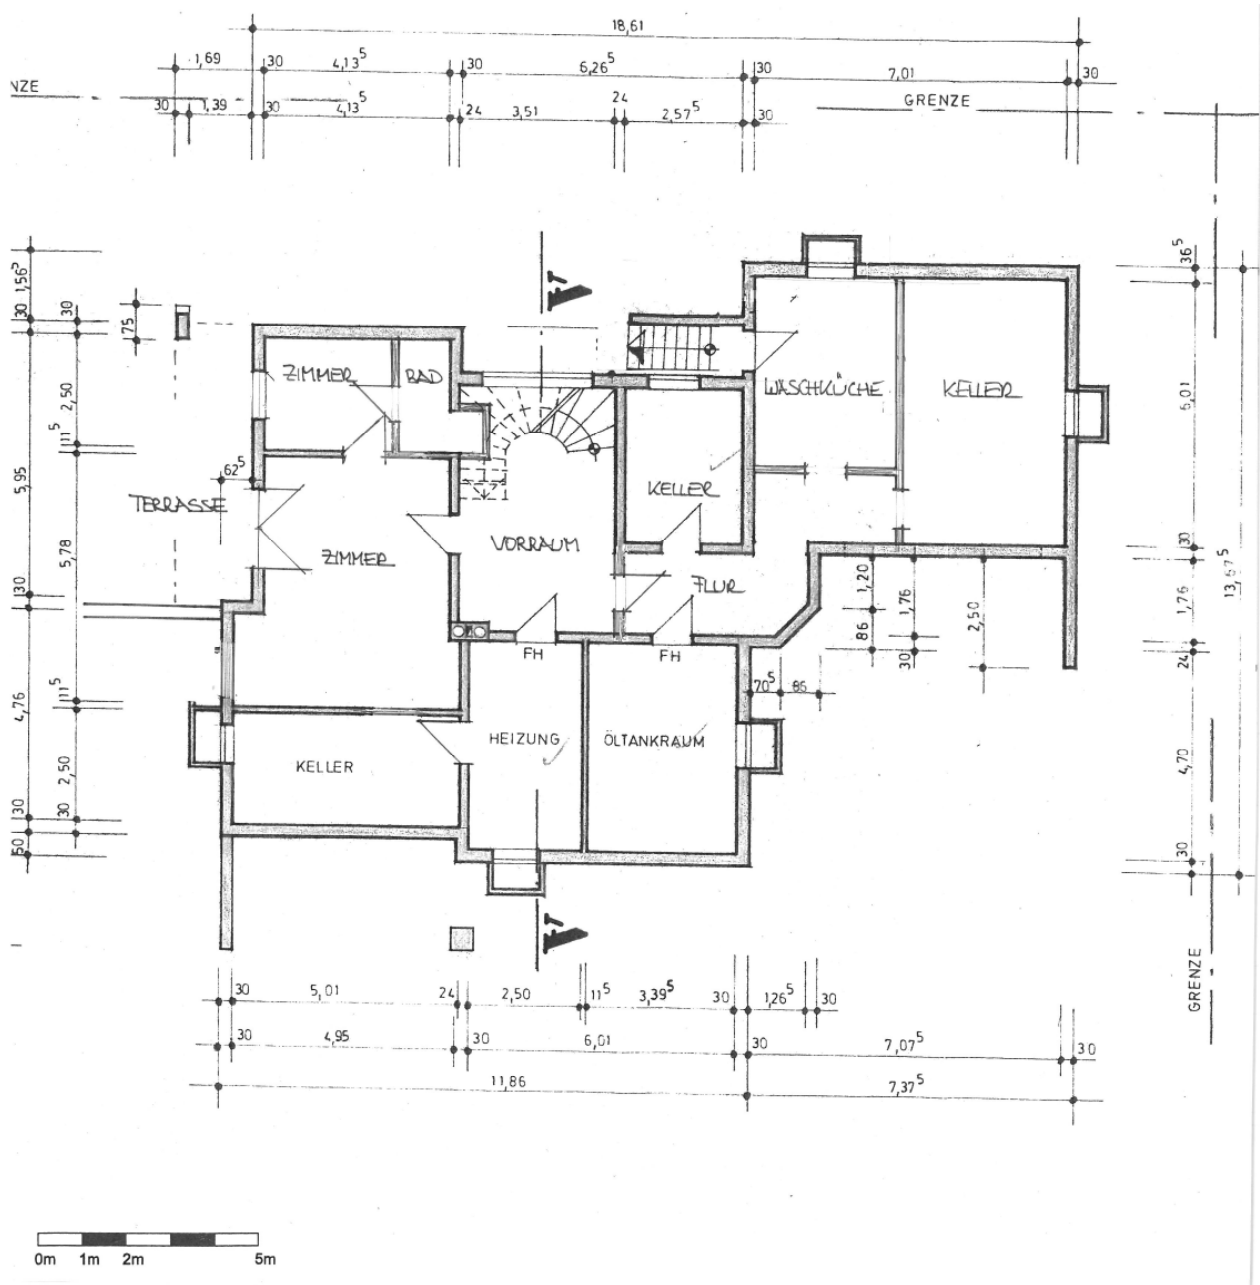 18,61
1,69 30 4,13⁵ 30 6,26⁵ 30 7,01 30
NZE
GRENZE
30 1,39 30 4,13⁵ 24 3,51 24 2,57⁵ 30
1,56⁵
30
30
75
2,50
11⁵
5,95
5,78
30
11⁵
4,76
2,50
30
30
50
36⁵
6,01
30
13,67⁵
1,76
24
4,70
30
GRENZE
ZIMMER
BAD
WASCHKÜCHE
KELLER
KELLER
62⁵
TERRASSE
ZIMMER
VORRAUM
FLUR
1,20
86
1,76
30
2,50
70⁵ 86
FH
FH
HEIZUNG
ÖLTANKRAUM
KELLER
30 5,01 24 2,50 11⁵ 3,39⁵ 30 1,26⁵ 30
30 4,95 30 6,01 30 7,07⁵ 30
11,86
7,37⁵
0m 1m 2m 5m